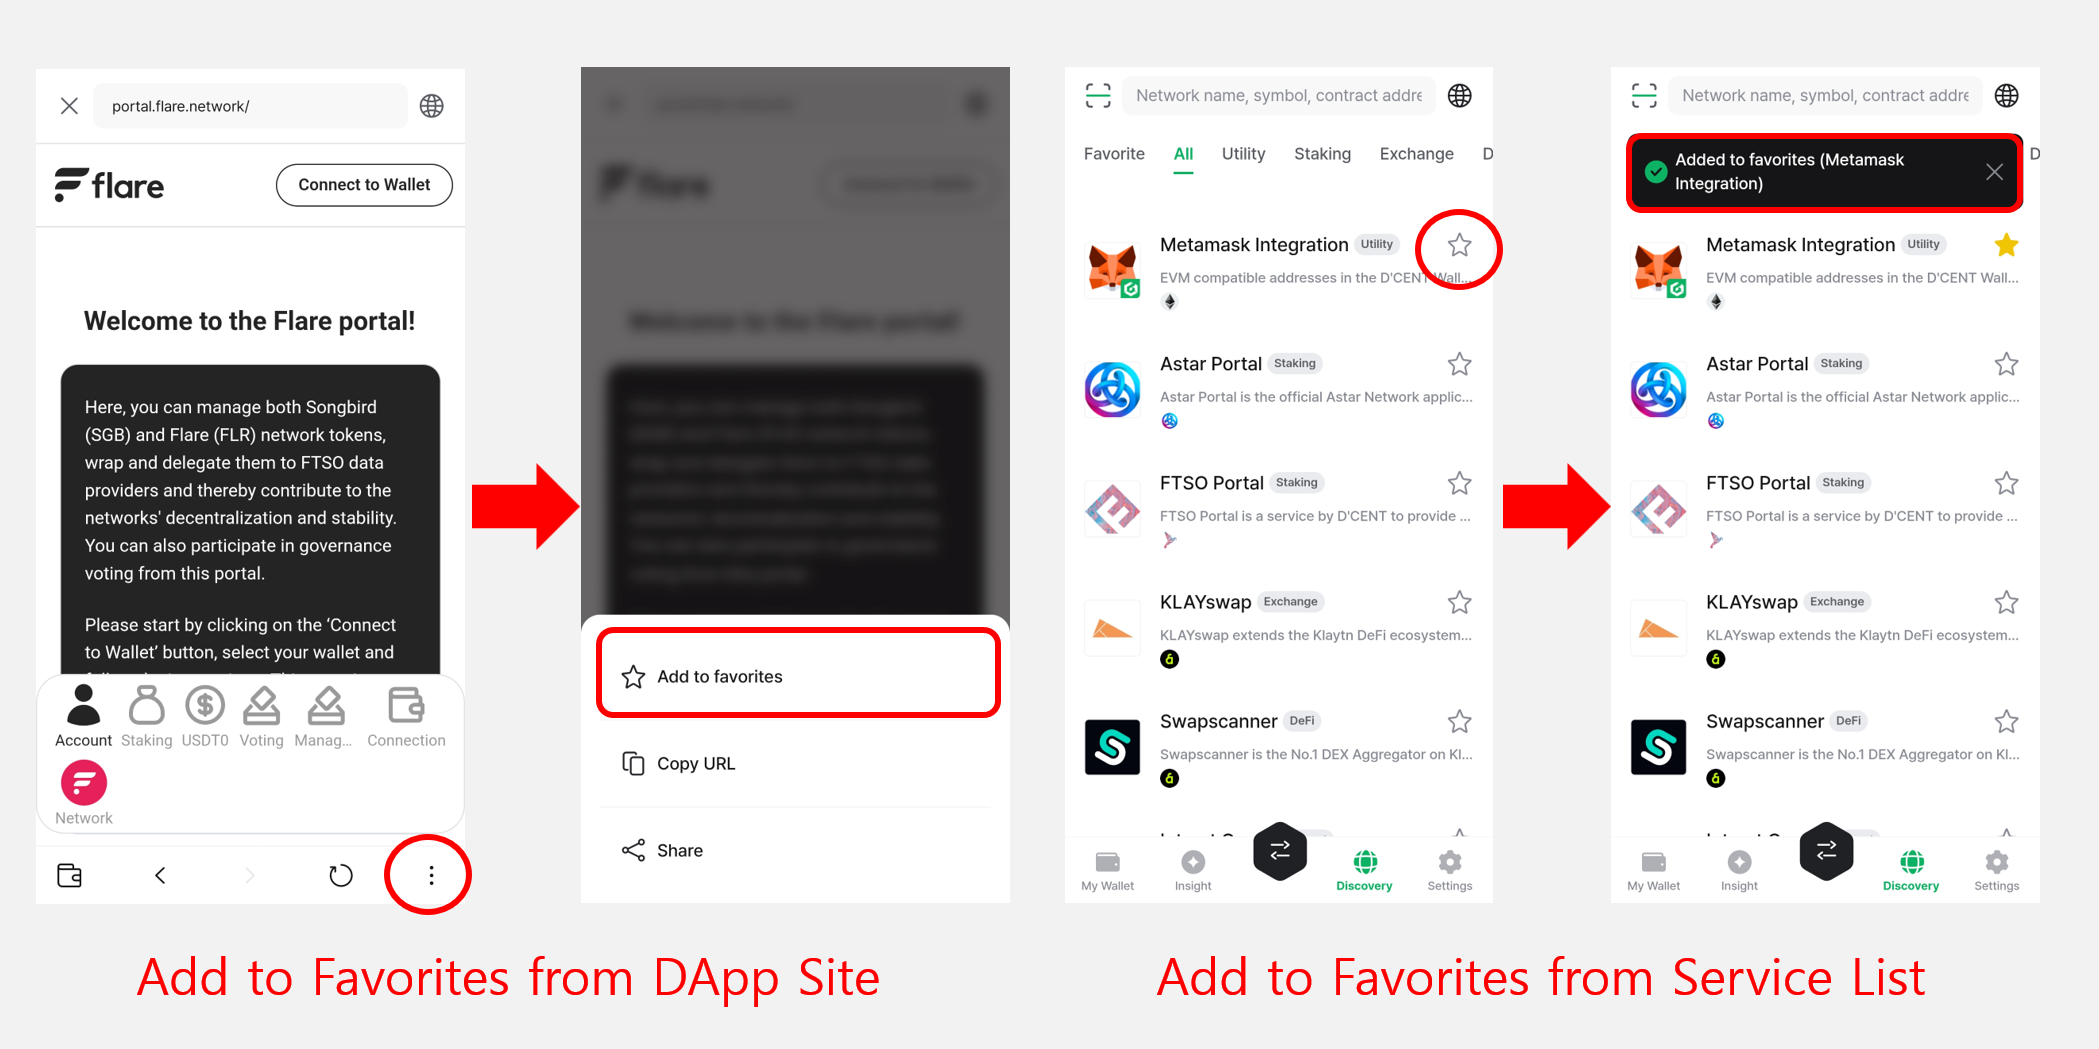 portal.flare.network/
flare
Connect to Wallet
Welcome to the Flare portal!
Here, you can manage both Songbird
(SGB) and Flare (FLR) network tokens,
wrap and delegate them to FTSO data
providers and thereby contribute to the
networks' decentralization and stability.
You can also participate in governance
voting from this portal.
Please start by clicking on the ‘Connect
to Wallet’ button, select your wallet and
Account Staking USDT0 Voting Manag... Connection
Network
flare
Welcome to the Flare portal!
Add to favorites
Copy URL
Share
Add to Favorites from DApp Site
Network name, symbol, contract addre
Favorite All Utility Staking Exchange D
Metamask Integration Utility
EVM compatible addresses in the D'CENT Wall...
Astar Portal Staking
Astar Portal is the official Astar Network applic...
FTSO Portal Staking
FTSO Portal is a service by D'CENT to provide ...
KLAYswap Exchange
KLAYswap extends the Klaytn DeFi ecosystem...
Swapscanner DeFi
Swapscanner is the No.1 DEX Aggregator on Kl...
My Wallet Insight Discovery Settings
Network name, symbol, contract addre
Added to favorites (Metamask
Integration)
D
Metamask Integration Utility
EVM compatible addresses in the D'CENT Wall...
Astar Portal Staking
Astar Portal is the official Astar Network applic...
FTSO Portal Staking
FTSO Portal is a service by D'CENT to provide ...
KLAYswap Exchange
KLAYswap extends the Klaytn DeFi ecosystem...
Swapscanner DeFi
Swapscanner is the No.1 DEX Aggregator on Kl...
My Wallet Insight Discovery Settings
Add to Favorites from Service List